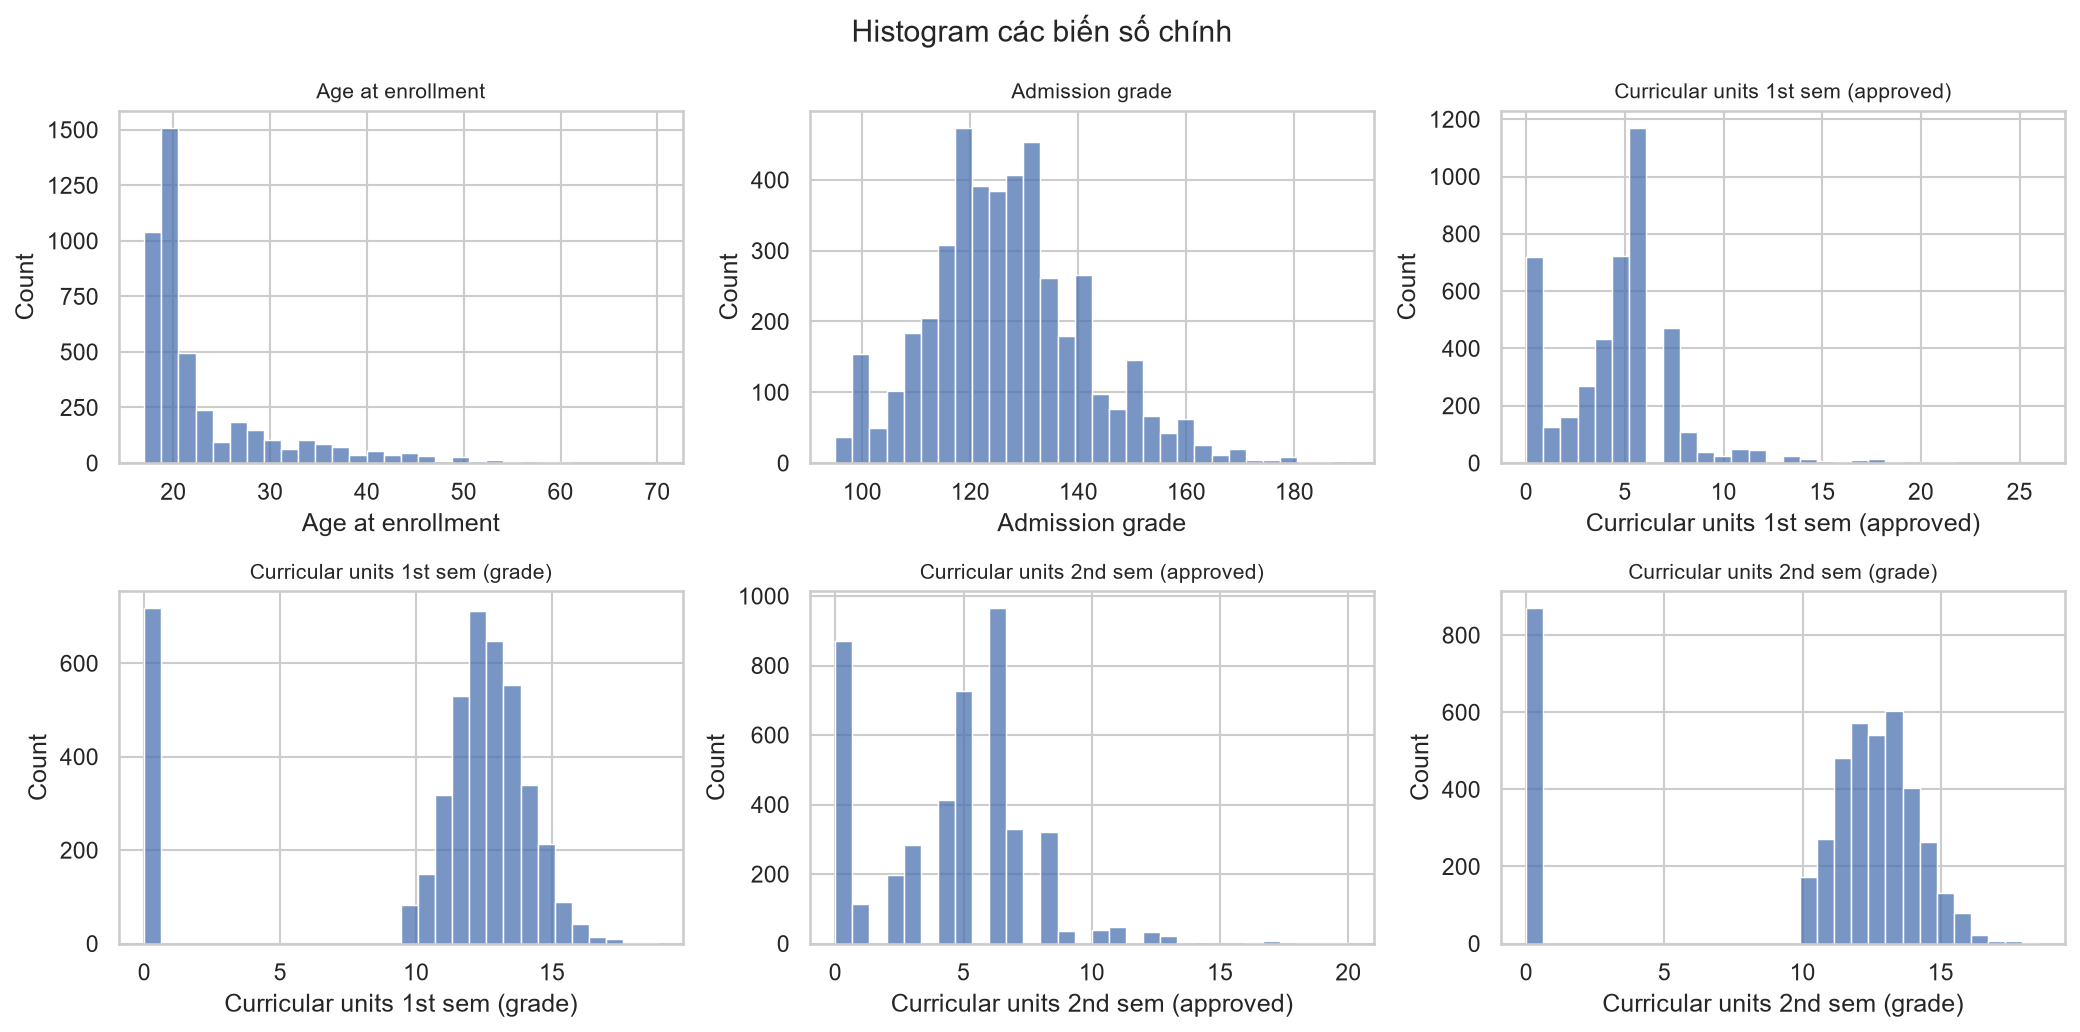 Histogram các biến số chính
Age at enrollment
Count
1500
1250
1000
750
500
250
0
20 30 40 50 60 70
Age at enrollment
Admission grade
Count
400
300
200
100
0
100 120 140 160 180
Admission grade
Curricular units 1st sem (approved)
Count
1200
1000
800
600
400
200
0
0 5 10 15 20 25
Curricular units 1st sem (approved)
Curricular units 1st sem (grade)
Count
600
400
200
0
0 5 10 15
Curricular units 1st sem (grade)
Curricular units 2nd sem (approved)
Count
1000
800
600
400
200
0
0 5 10 15 20
Curricular units 2nd sem (approved)
Curricular units 2nd sem (grade)
Count
800
600
400
200
0
0 5 10 15
Curricular units 2nd sem (grade)